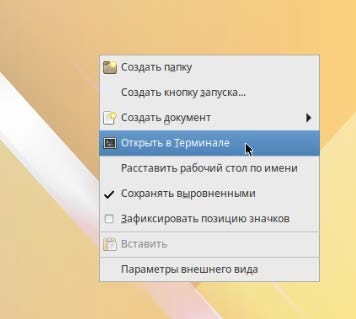 Создать папку
Создать кнопку запуска...
Создать документ
Открыть в Терминале
Расставить рабочий стол по имени
Сохранять выровненными
Зафиксировать позицию значков
Вставить
Параметры внешнего вида